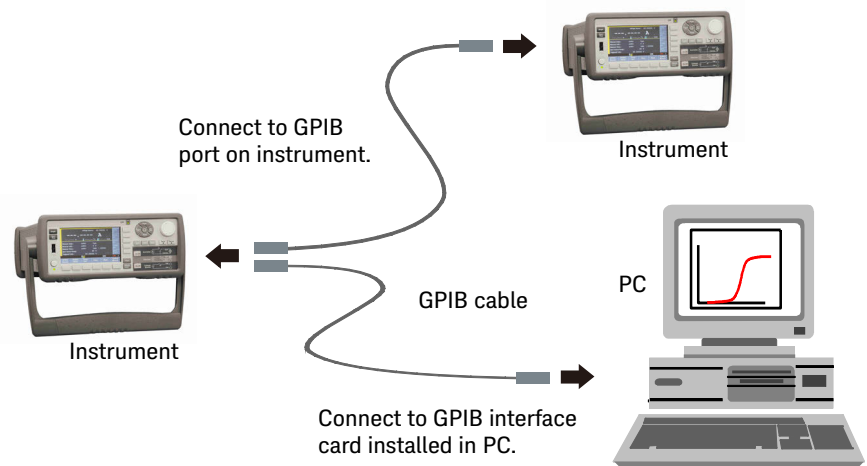 Connect to GPIB
port on instrument.
Instrument
Instrument
GPIB cable
PC
Connect to GPIB interface
card installed in PC.